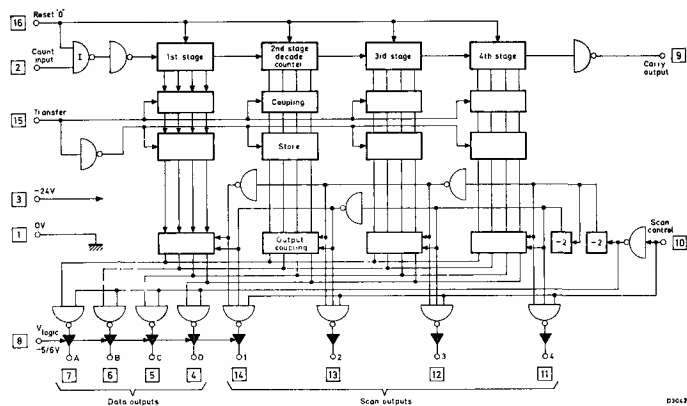 16 Reset "0"
2 Count input
I
1st stage
2nd stage decade counter
3rd stage
4th stage
9 Carry output
15 Transfer
Coupling
Store
3 -24V
1 0V
Output coupling
-2
-2
Scan control 10
8 Vlogic -5/6V
A B C D 1 2 3 4
7 6 5 4 14 13 12 11
Data outputs
Scan outputs
D3042